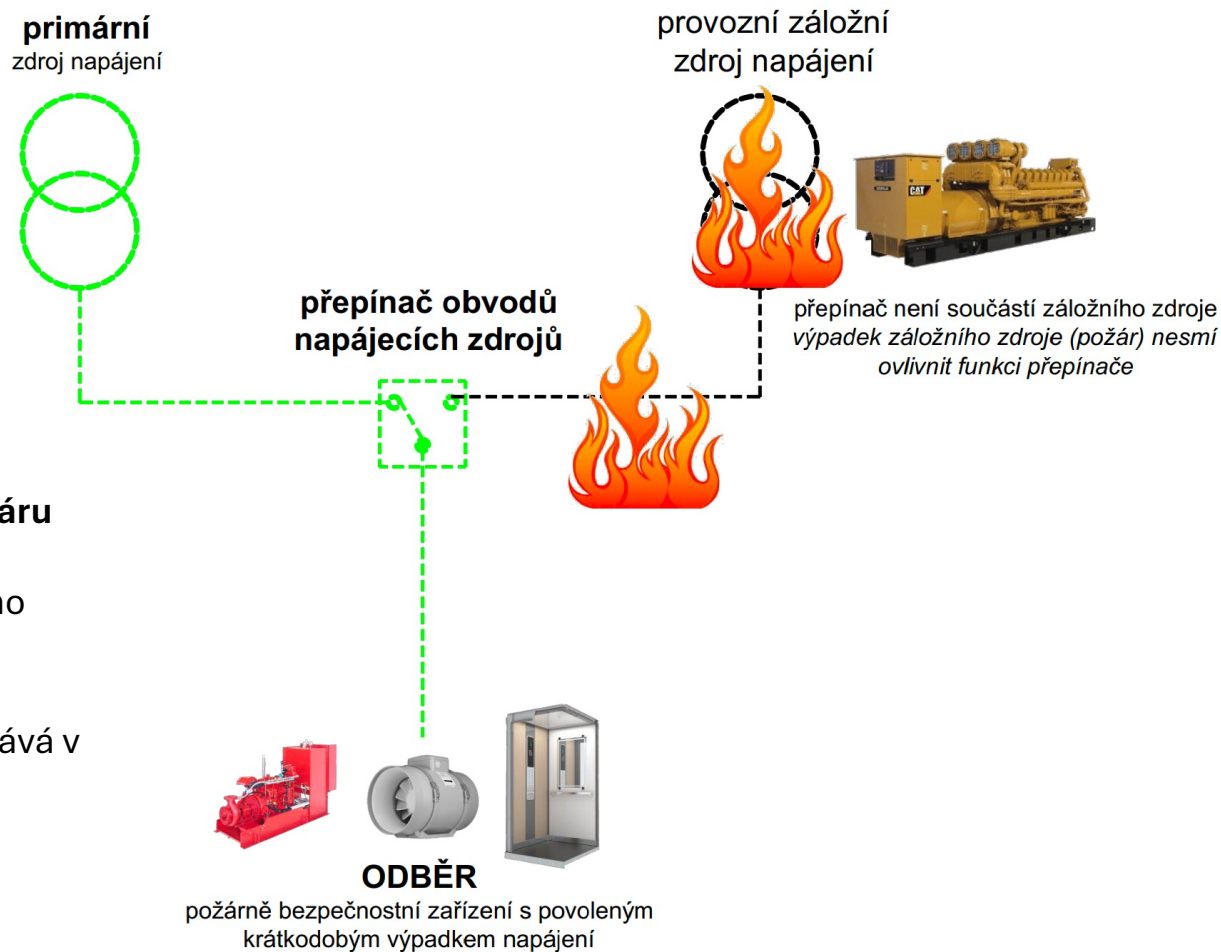 primární
zdroj napájení
provozní záložní
zdroj napájení
CAT
přepínač obvodů
napájecích zdrojů
přepínač není součástí záložního zdroje
výpadek záložního zdroje (požár) nesmí
ovlivnit funkci přepínače
áru
no
ává v
ODBĚR
požárně bezpečnostní zařízení s povoleným
krátkodobým výpadkem napájení